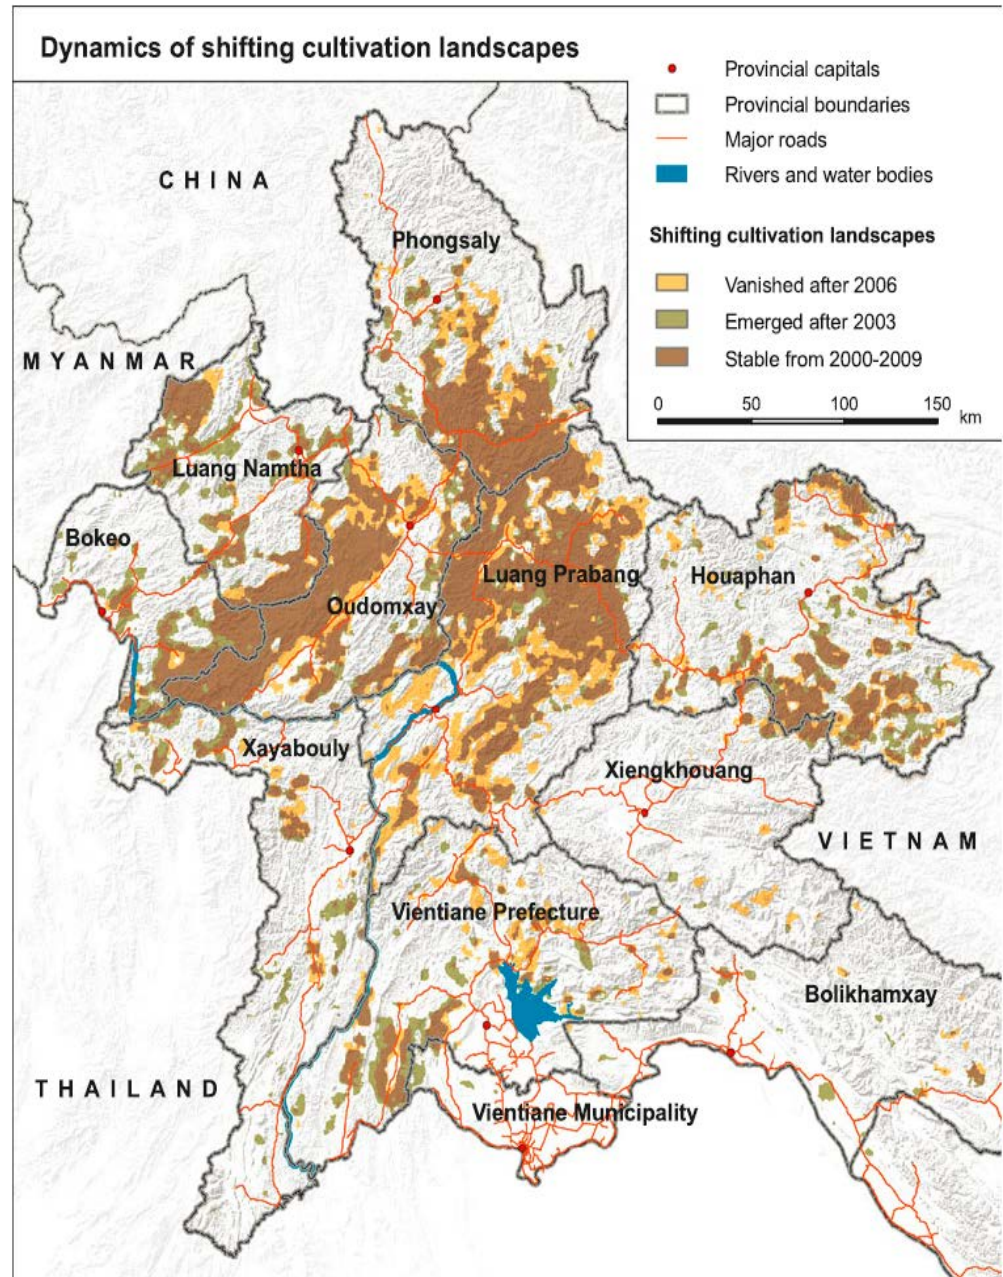 Dynamics of shifting cultivation landscapes
Provincial capitals
Provincial boundaries
Major roads
Rivers and water bodies
Shifting cultivation landscapes
Vanished after 2006
Emerged after 2003
Stable from 2000-2009
0 50 100 150 km
CHINA
Phongsaly
MYANMAR
Luang Namtha
Bokeo
Luang Prabang
Houaphan
Oudomxay
Xayabouly
Xiengkhouang
VIETNAM
Vientiane Prefecture
Bolikhamxay
THAILAND
Vientiane Municipality